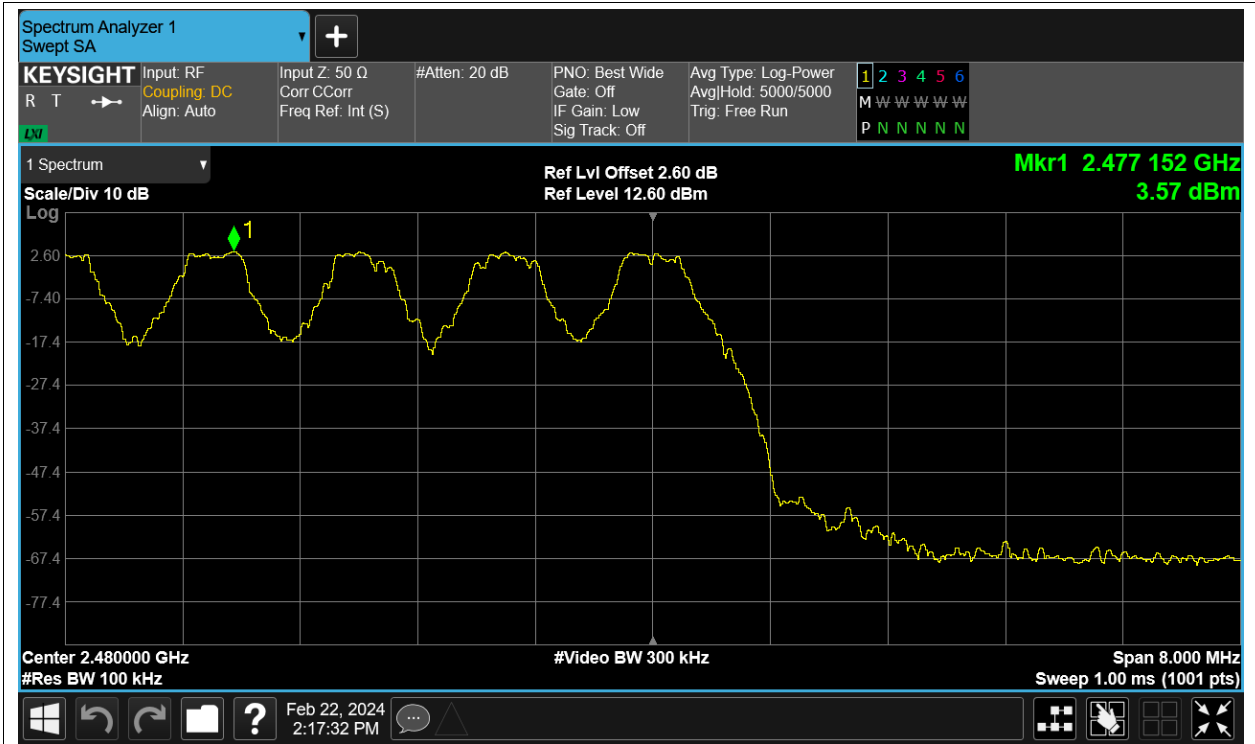 Spectrum Analyzer 1
Swept SA
KEYSIGHT
R T
LXI
Input: RF
Coupling: DC
Align: Auto
Input Z: 50 Ω
Corr CCorr
Freq Ref: Int (S)
#Atten: 20 dB
PNO: Best Wide
Gate: Off
IF Gain: Low
Sig Track: Off
Avg Type: Log-Power
Avg|Hold: 5000/5000
Trig: Free Run
1 2 3 4 5 6
M W W W W W
P N N N N N
1 Spectrum
Scale/Div 10 dB
Log
Ref Lvl Offset 2.60 dB
Ref Level 12.60 dBm
Mkr1 2.477 152 GHz
3.57 dBm
1
2.60
-7.40
-17.4
-27.4
-37.4
-47.4
-57.4
-67.4
-77.4
Center 2.480000 GHz
#Video BW 300 kHz
Span 8.000 MHz
#Res BW 100 kHz
Sweep 1.00 ms (1001 pts)
?
Feb 22, 2024
2:17:32 PM